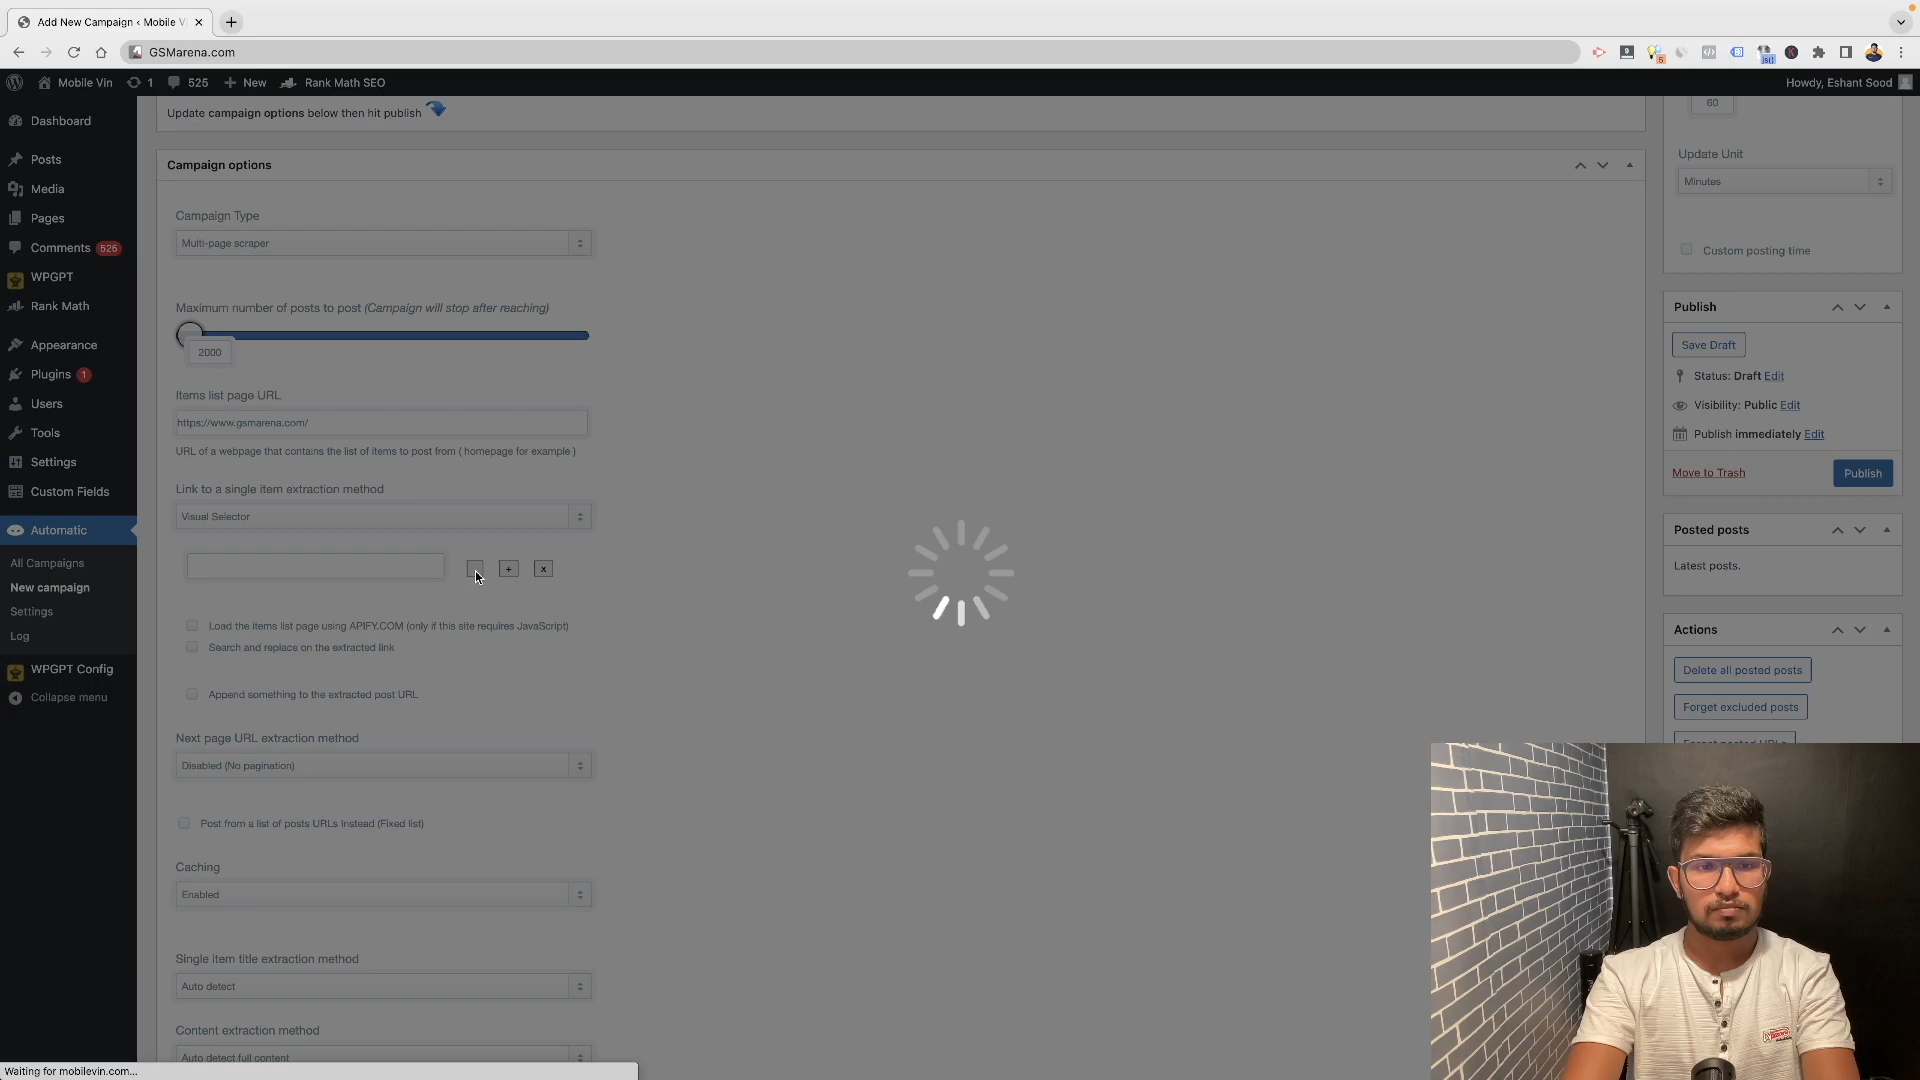 Add New Campaign ‹ Mobile V
GSMarena.com
5
Mobile Vin
1
525
New
Rank Math SEO
Howdy, Eshant Sood
Dashboard
Posts
Media
Pages
Comments 525
WPGPT
Rank Math
Appearance
Plugins 1
Users
Tools
Settings
Custom Fields
Automatic
All Campaigns
New campaign
Settings
Log
WPGPT Config
Collapse menu
Update campaign options below then hit publish
Campaign options
Campaign Type
Multi-page scraper
Maximum number of posts to post (Campaign will stop after reaching)
2000
Items list page URL
https://www.gsmarena.com/
URL of a webpage that contains the list of items to post from ( homepage for example )
Link to a single item extraction method
Visual Selector
+
x
Load the items list page using APIFY.COM (only if this site requires JavaScript)
Search and replace on the extracted link
Append something to the extracted post URL
Next page URL extraction method
Disabled (No pagination)
Post from a list of posts URLs instead (Fixed list)
Caching
Enabled
Single item title extraction method
Auto detect
Content extraction method
Auto detect full content
60
Update Unit
Minutes
Custom posting time
Publish
Save Draft
Status: Draft Edit
Visibility: Public Edit
Publish immediately Edit
Move to Trash
Publish
Posted posts
Latest posts.
Actions
Delete all posted posts
Forget excluded posts
Forget posted URLs
Waiting for mobilevin.com...